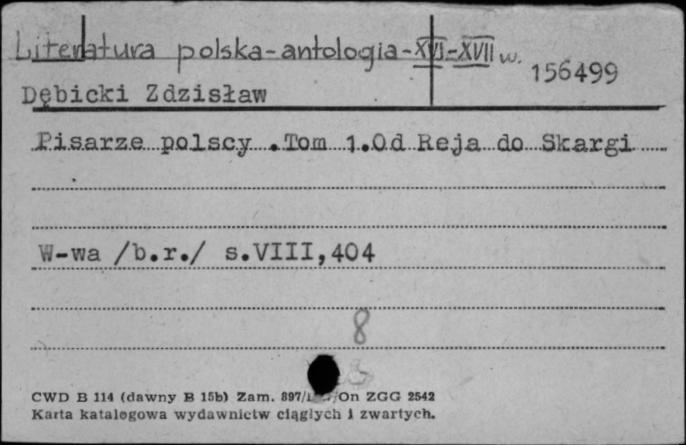 Literatura polska-antologia-XVI-XVII w.
156499
Dębicki Zdzisław
Pisarze polscy .Tom 1.Od Reja do Skargi
W-wa /b.r./ s.VIII,404
8
CWD B 114 (dawny B 15b) Zam. 897/ /On ZGG 2542
Karta katalogowa wydawnictw ciągłych i zwartych.